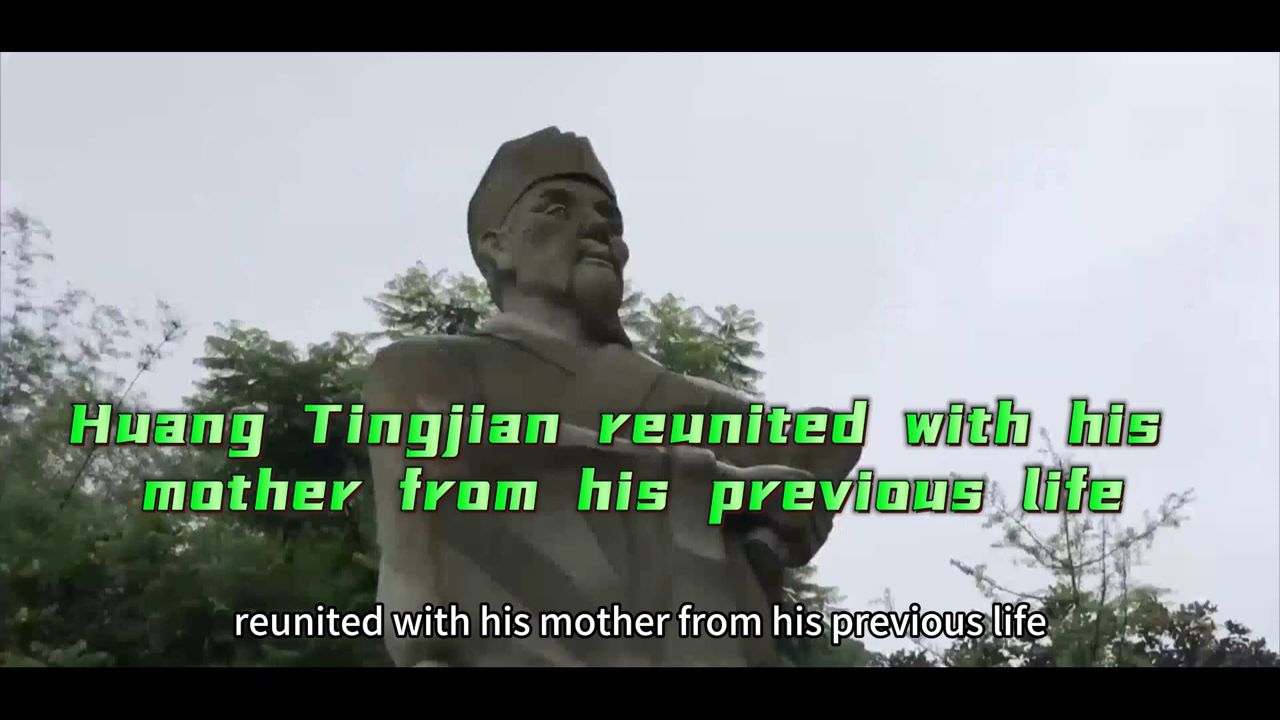 Huang Tingjian reunited with his
mother from his previous life
reunited with his mother from his previous life